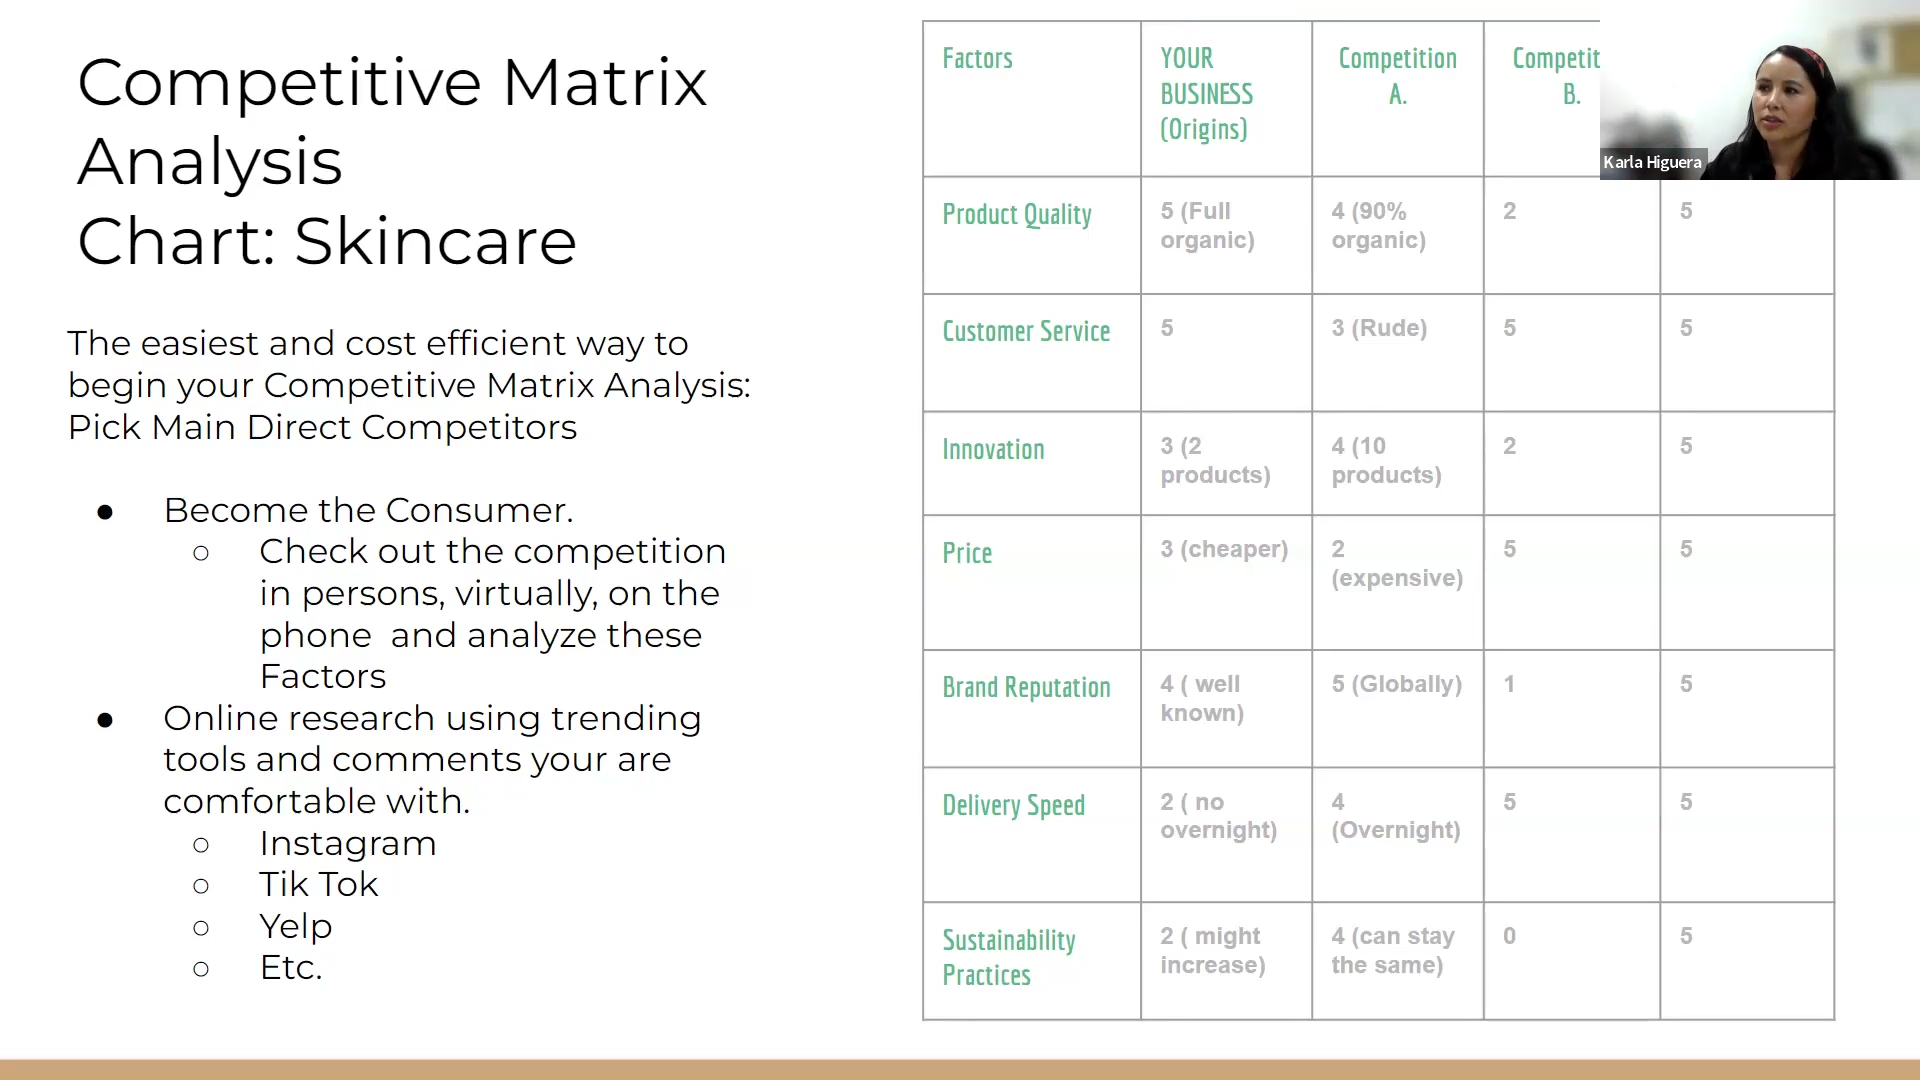 Competitive Matrix
Analysis
Chart: Skincare
The easiest and cost efficient way to
begin your Competitive Matrix Analysis:
Pick Main Direct Competitors
● Become the Consumer.
○ Check out the competition
in persons, virtually, on the
phone and analyze these
Factors
● Online research using trending
tools and comments your are
comfortable with.
○ Instagram
○ Tik Tok
○ Yelp
○ Etc.
Factors
YOUR
BUSINESS
(Origins)
Competition
A.
Competit
B.
Product Quality
5 (Full
organic)
4 (90%
organic)
2
5
Customer Service
5
3 (Rude)
5
5
Innovation
3 (2
products)
4 (10
products)
2
5
Price
3 (cheaper)
2
(expensive)
5
5
Brand Reputation
4 ( well
known)
5 (Globally)
1
5
Delivery Speed
2 ( no
overnight)
4
(Overnight)
5
5
Sustainability
Practices
2 ( might
increase)
4 (can stay
the same)
0
5
Karla Higuera